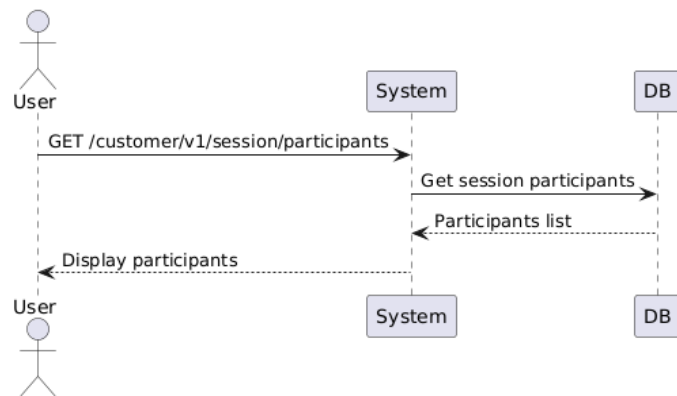 User
System
DB
GET /customer/v1/session/participants
Get session participants
Participants list
Display participants
User
System
DB